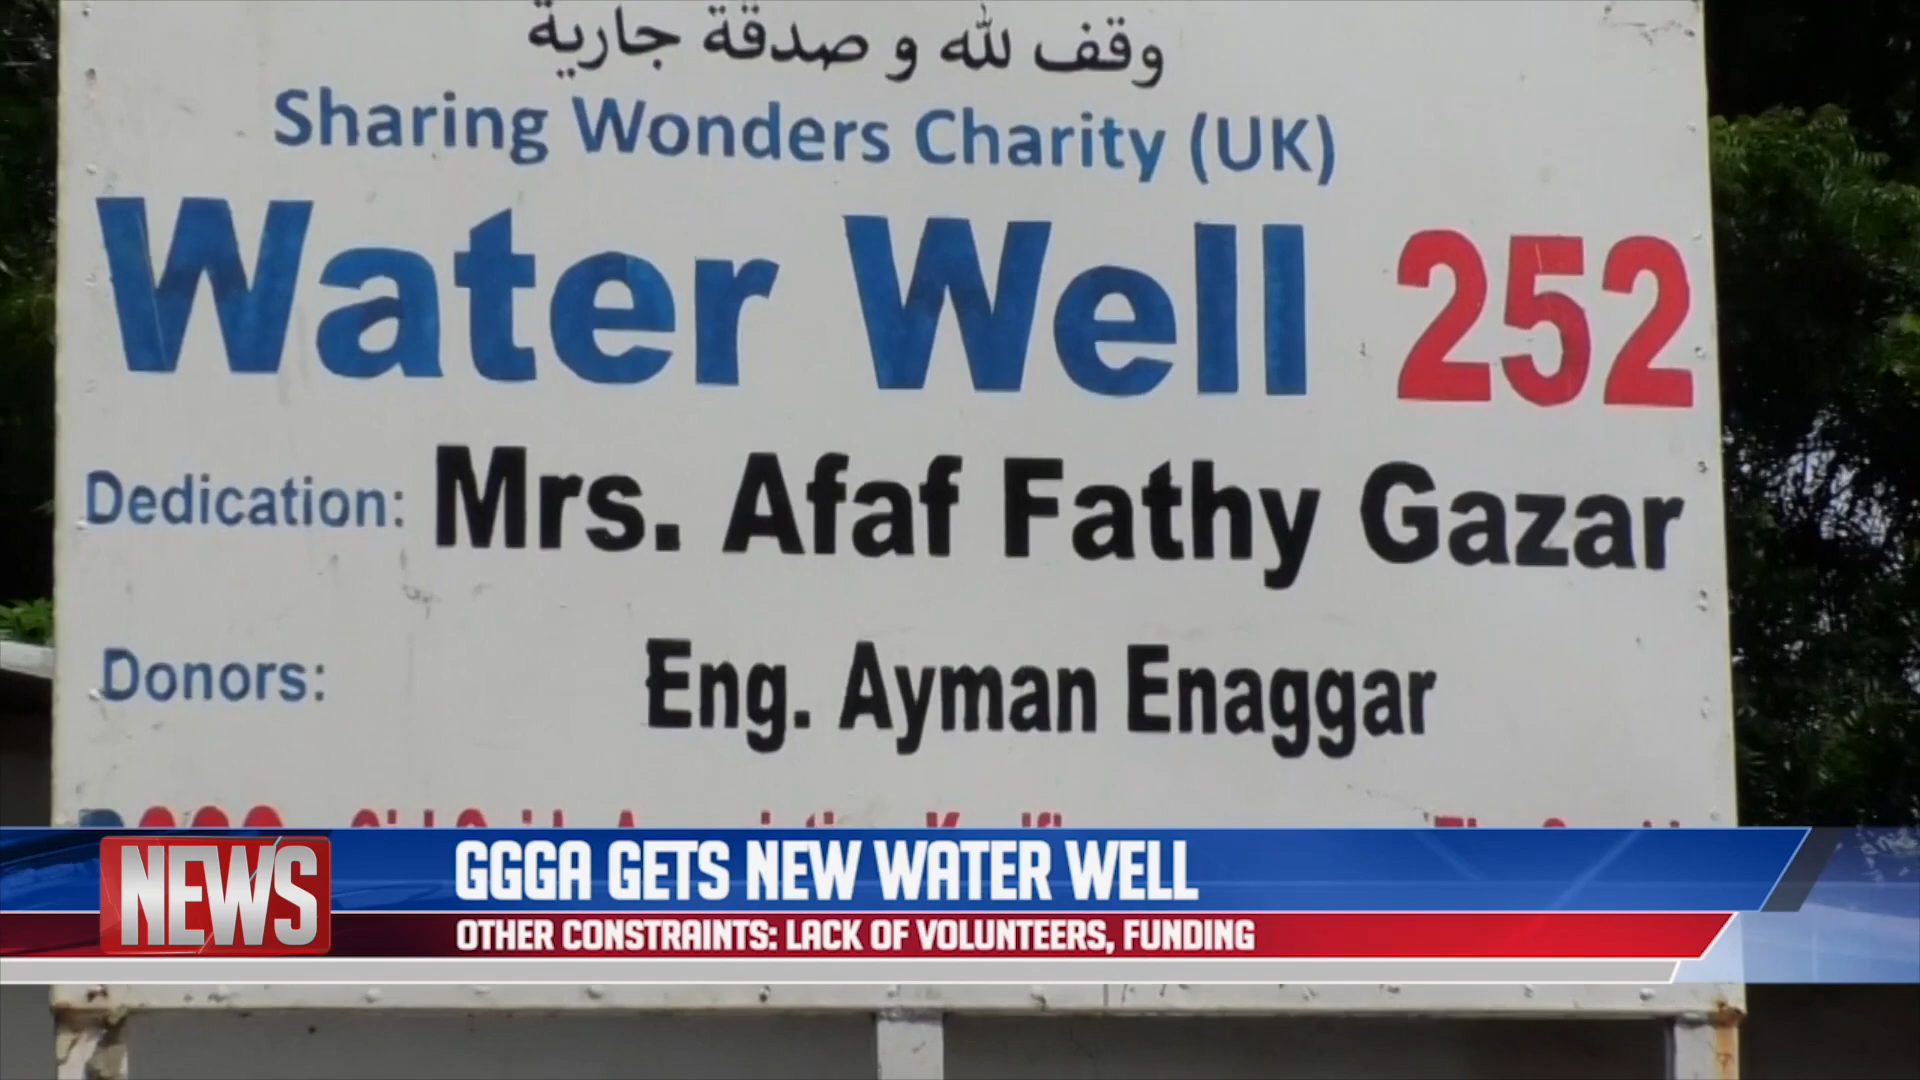 وقف لله و صدقة جارية
Sharing Wonders Charity (UK)
Water Well 252
Dedication: Mrs. Afaf Fathy Gazar
Donors: Eng. Ayman Enaggar
NEWS
GGGA GETS NEW WATER WELL
OTHER CONSTRAINTS: LACK OF VOLUNTEERS, FUNDING